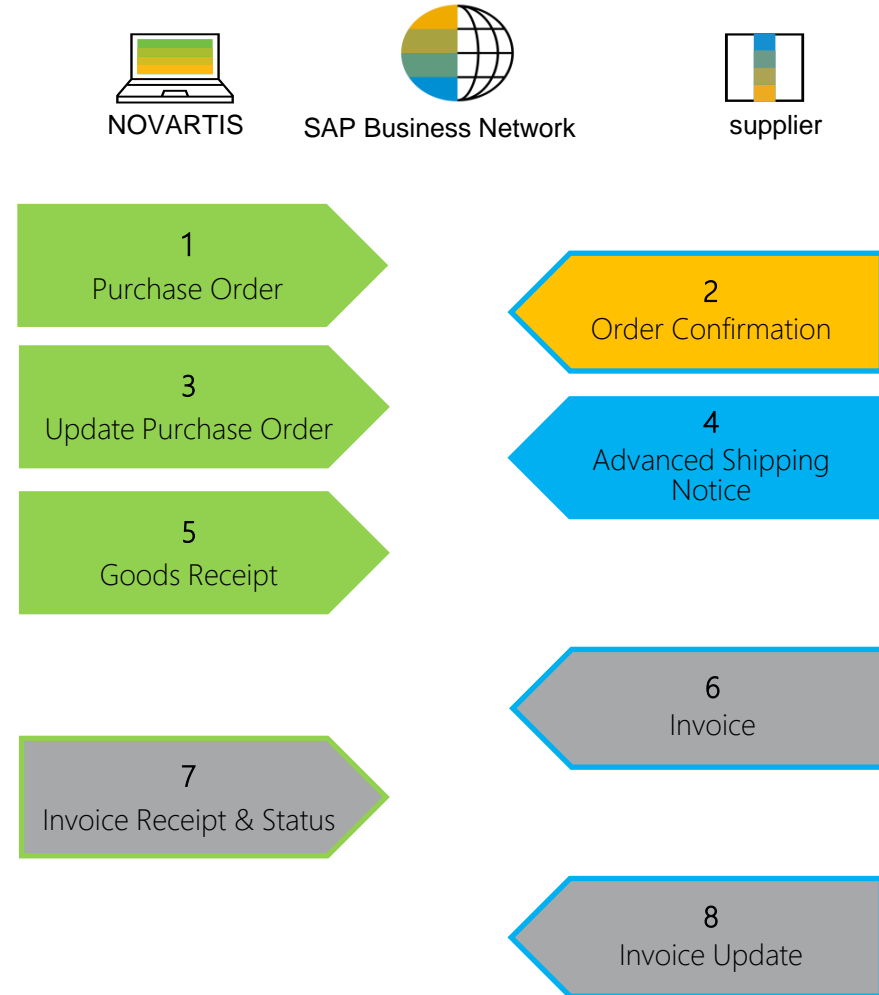 NOVARTIS
SAP Business Network
supplier
1
Purchase Order
2
Order Confirmation
3
Update Purchase Order
4
Advanced Shipping
Notice
5
Goods Receipt
6
Invoice
7
Invoice Receipt & Status
8
Invoice Update